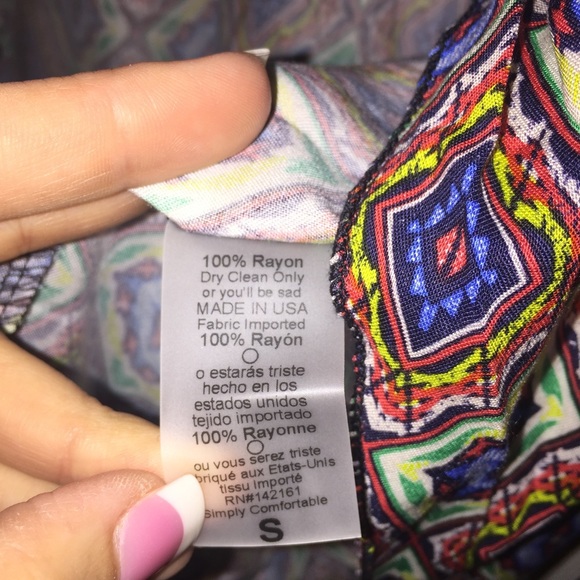 100% Rayon
Dry Clean Only
or you'll be sad
MADE IN USA
Fabric Imported
100% Rayón
o estarás triste
hecho en los
estados unidos
tejido importado
100% Rayonne
ou vous serez triste
briqué aux Etats-Unis
tissu importé
RN#142161
Simply Comfortable
S